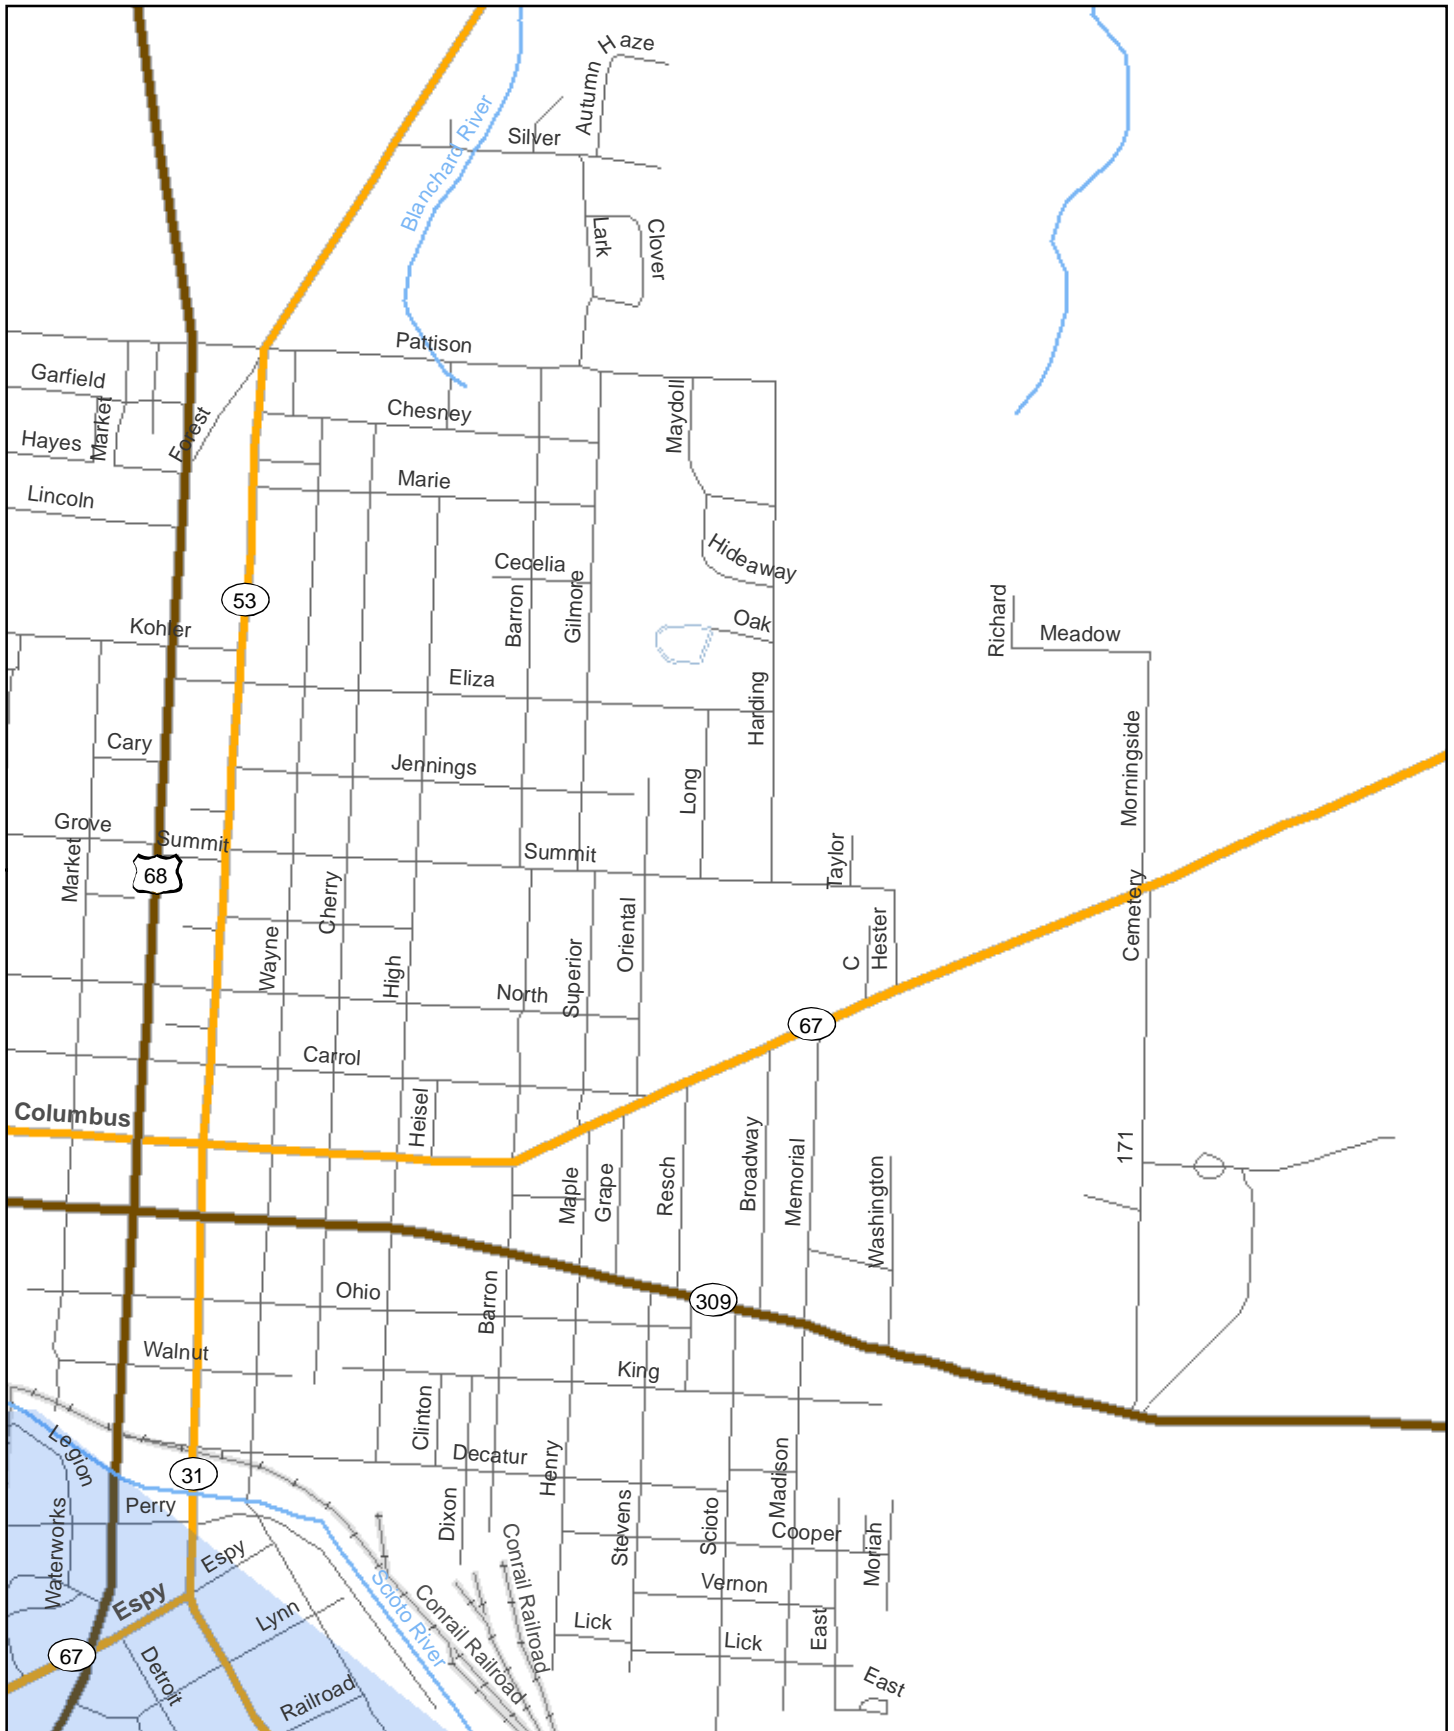 Haze
Autumn
Silver
Blanchard River
Lark
Clover
Pattison
Garfield
Maydoll
Market
Chesney
Forest
Hayes
Marie
Lincoln
Hideaway
Cecelia
Barron
Gilmore
53
Oak
Richard
Meadow
Kohler
Eliza
Harding
Morningside
Cary
Jennings
Long
Grove
Summit
Summit
Taylor
Market
68
Cherry
Oriental
Cemetery
Hester
C
Wayne
High
Superior
North
67
Carrol
Heisel
Columbus
171
Broadway
Memorial
Maple
Grape
Resch
Washington
Ohio
Barron
309
Walnut
King
Clinton
Legion
Decatur
Henry
Madison
31
Perry
Dixon
Waterworks
Stevens
Scioto
Cooper
Moriah
Espy
Conrail Railroad
Vernon
Espy
Scioto River
Conrail Railroad
Lynn
Lick
Lick
East
67
Detroit
East
Railroad